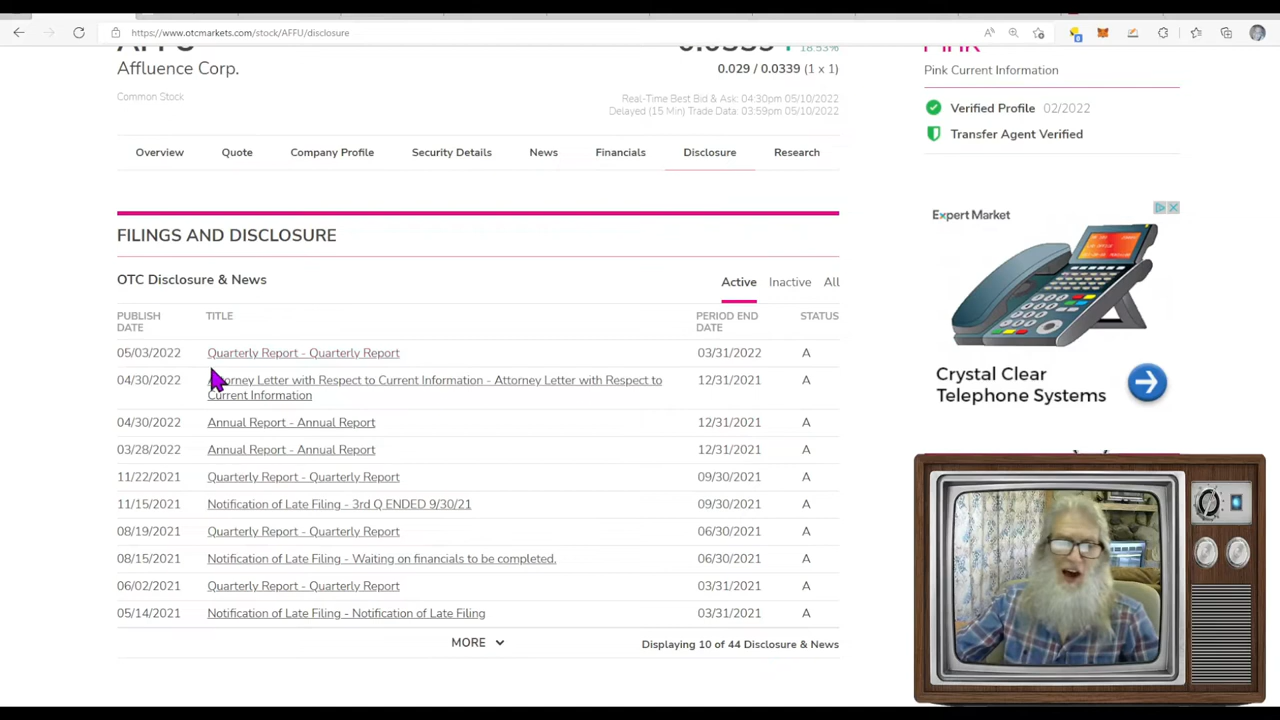 https://www.otcmarkets.com/stock/AFFU/disclosure
AFFU
0.0339 18.53%
PINK
Affluence Corp.
0.029 / 0.0339 (1 x 1)
Pink Current Information
Common Stock
Real-Time Best Bid & Ask: 04:30pm 05/10/2022
Delayed (15 Min) Trade Data: 03:59pm 05/10/2022
Verified Profile 02/2022
Transfer Agent Verified
Overview Quote Company Profile Security Details News Financials Disclosure Research
FILINGS AND DISCLOSURE
OTC Disclosure & News
Active Inactive All
PUBLISH DATE TITLE PERIOD END DATE STATUS
05/03/2022 Quarterly Report - Quarterly Report 03/31/2022 A
04/30/2022 Attorney Letter with Respect to Current Information - Attorney Letter with Respect to 12/31/2021 A
Current Information
04/30/2022 Annual Report - Annual Report 12/31/2021 A
03/28/2022 Annual Report - Annual Report 12/31/2021 A
11/22/2021 Quarterly Report - Quarterly Report 09/30/2021 A
11/15/2021 Notification of Late Filing - 3rd Q ENDED 9/30/21 09/30/2021 A
08/19/2021 Quarterly Report - Quarterly Report 06/30/2021 A
08/15/2021 Notification of Late Filing - Waiting on financials to be completed. 06/30/2021 A
06/02/2021 Quarterly Report - Quarterly Report 03/31/2021 A
05/14/2021 Notification of Late Filing - Notification of Late Filing 03/31/2021 A
MORE
Displaying 10 of 44 Disclosure & News
Expert Market
Crystal Clear
Telephone Systems